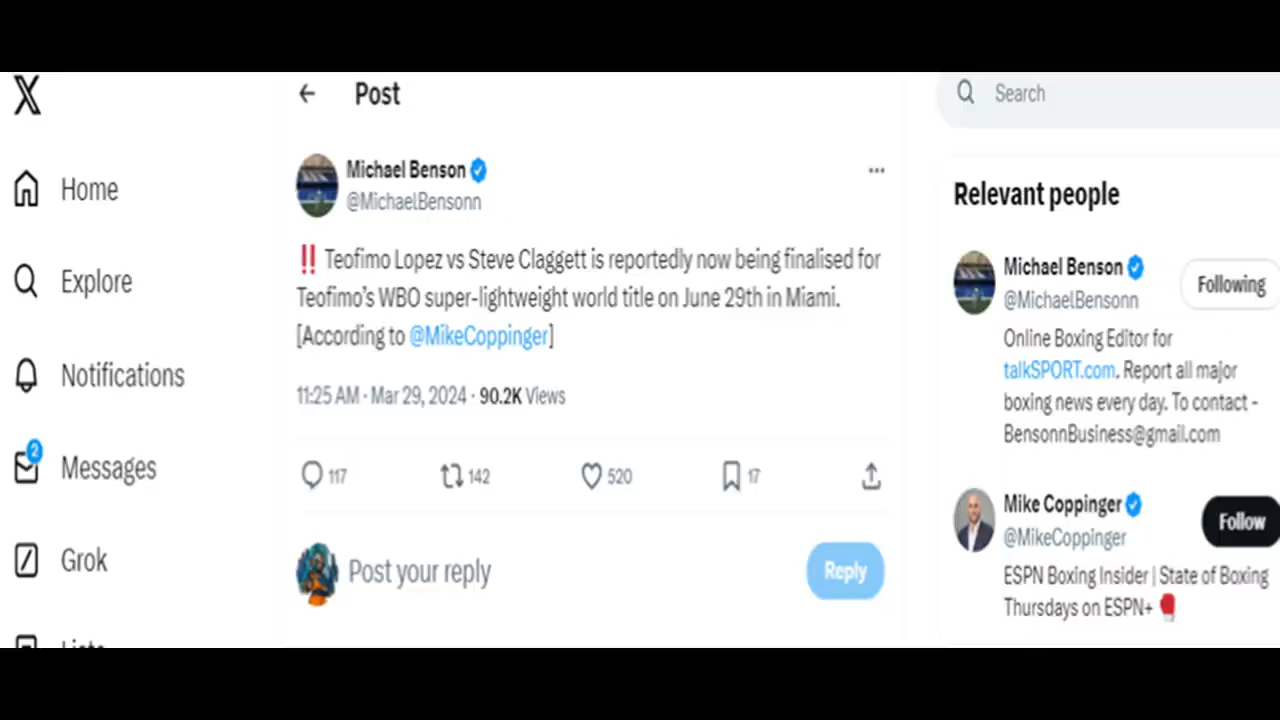 X
Home
Explore
Notifications
2
Messages
Grok
Post
Michael Benson
@MichaelBensonn
...
‼️ Teofimo Lopez vs Steve Claggett is reportedly now being finalised for
Teofimo’s WBO super-lightweight world title on June 29th in Miami.
[According to @MikeCoppinger]
11:25 AM · Mar 29, 2024 · 90.2K Views
117 142 520 17
Post your reply
Reply
Search
Relevant people
Michael Benson
@MichaelBensonn
Following
Online Boxing Editor for
talkSPORT.com. Report all major
boxing news every day. To contact -
BensonnBusiness@gmail.com
Mike Coppinger
@MikeCoppinger
Follow
ESPN Boxing Insider | State of Boxing
Thursdays on ESPN+ 🥊